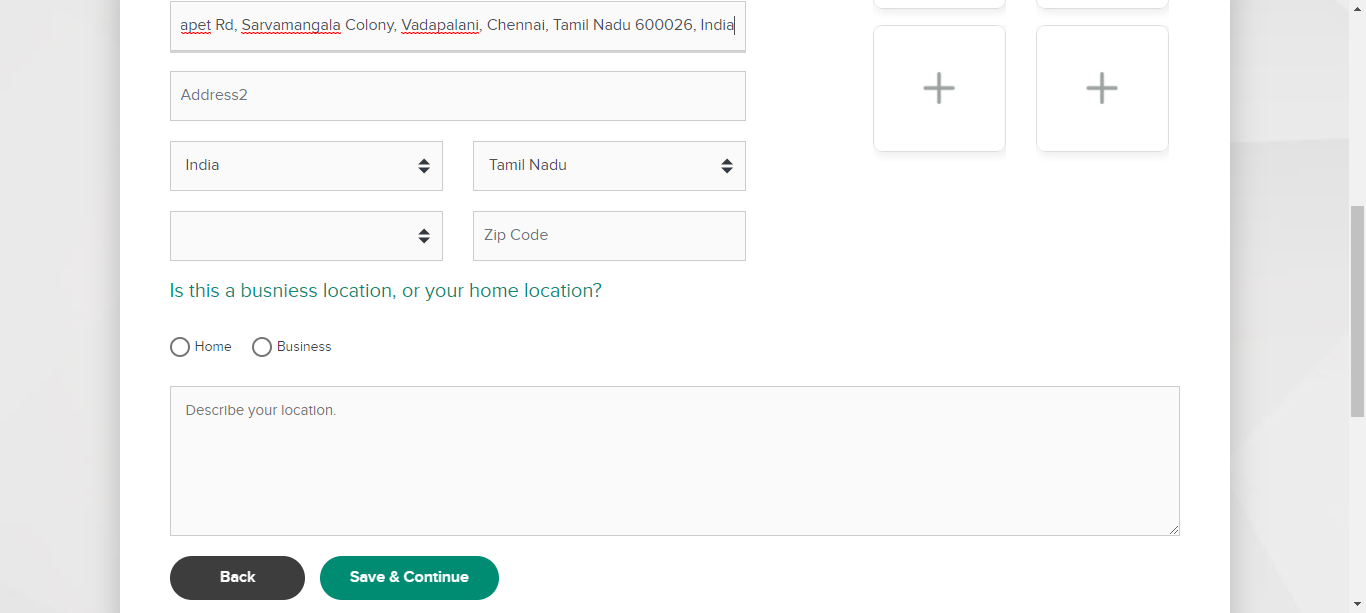 apet Rd, Sarvamangala Colony, Vadapalani, Chennai, Tamil Nadu 600026, India
Address2
India
Tamil Nadu
Zip Code
Is this a busniess location, or your home location?
Home
Business
Describe your location.
Back
Save & Continue